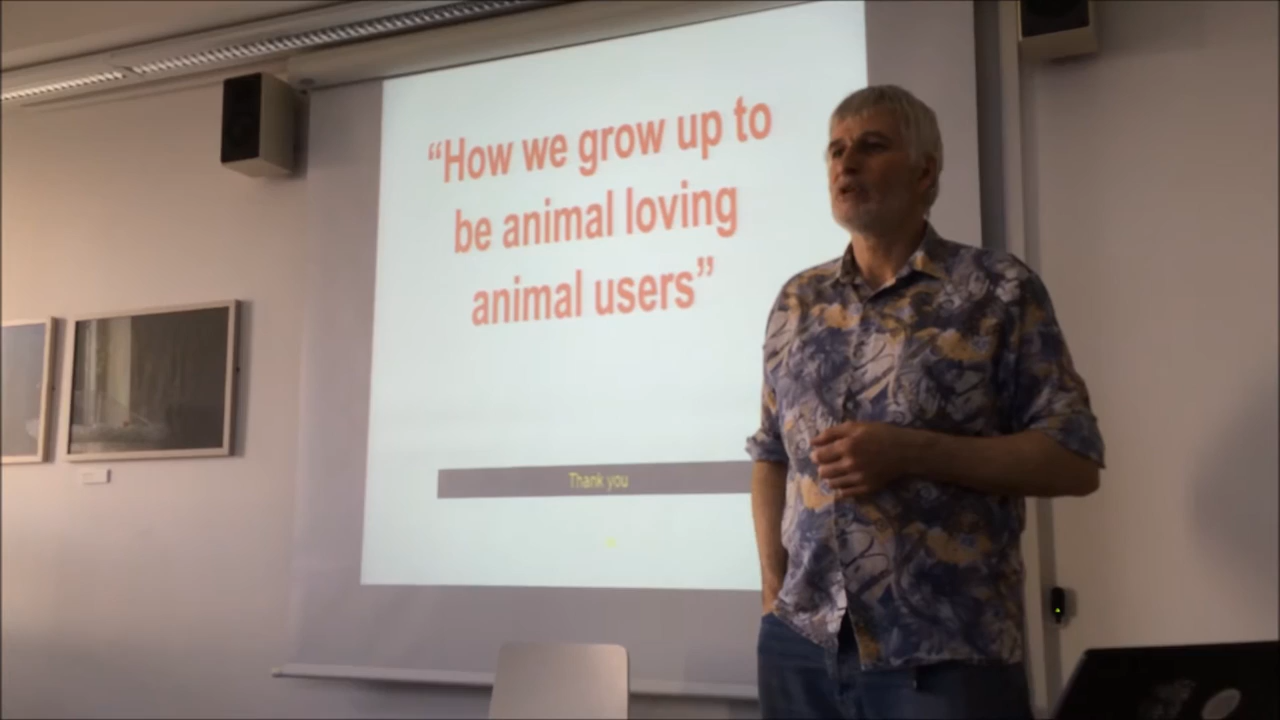 “How we grow up to
be animal loving
animal users”
Thank you